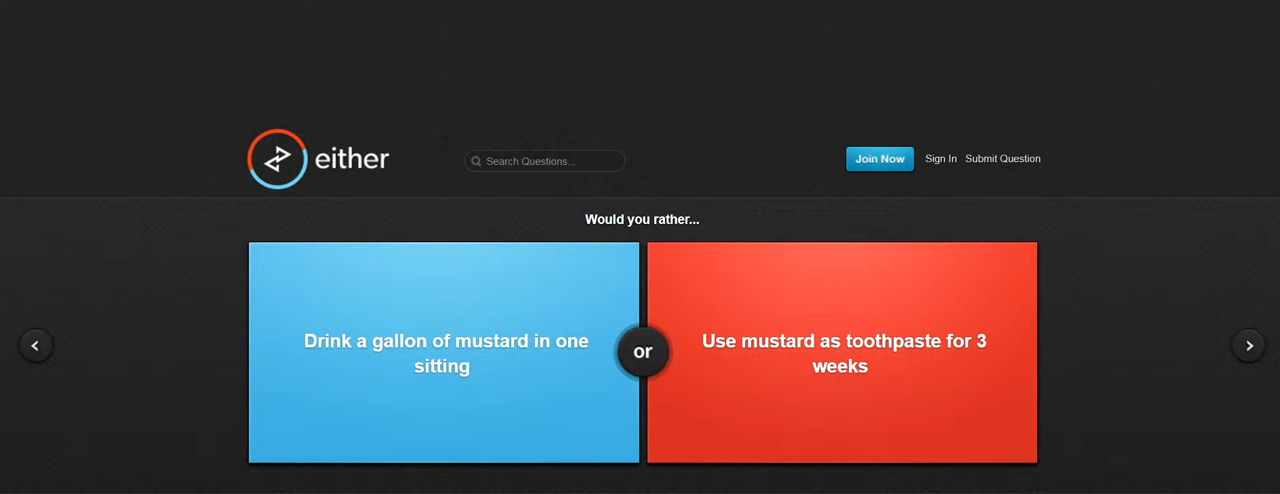 either
Search Questions...
Join Now
Sign In
Submit Question
Would you rather...
Drink a gallon of mustard in one
sitting
or
Use mustard as toothpaste for 3
weeks